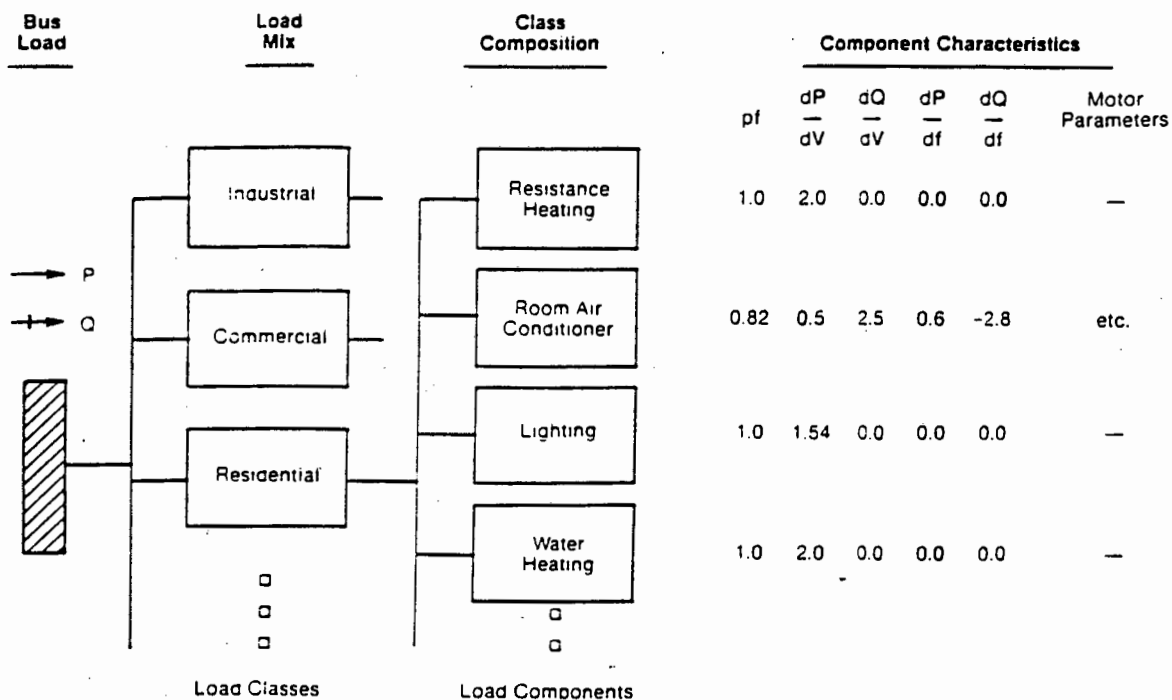 Bus
Load
Load
Mix
Class
Composition
Component Characteristics
pf
dP
dV
dQ
dV
dP
df
dQ
df
Motor
Parameters
Industrial
Resistance
Heating
1.0 2.0 0.0 0.0 0.0 —
P
Q
Commercial
Room Air
Conditioner
0.82 0.5 2.5 0.6 -2.8 etc.
Residential
Lighting
1.0 1.54 0.0 0.0 0.0 —
Water
Heating
1.0 2.0 0.0 0.0 0.0 —
Load Classes
Load Components